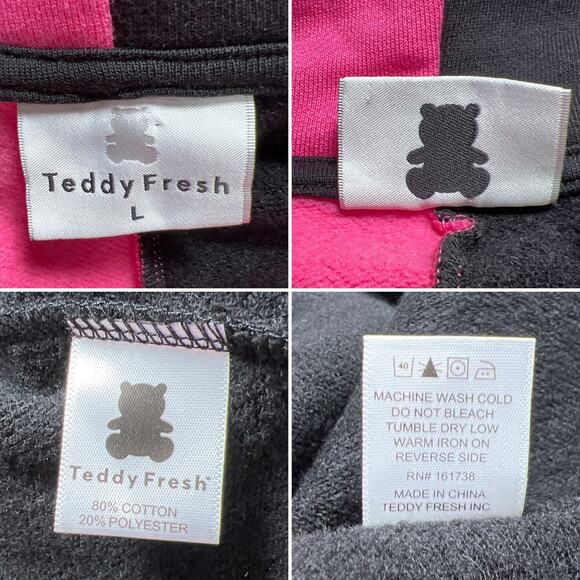 Teddy Fresh
L
Teddy Fresh®
80% COTTON
20% POLYESTER
40
MACHINE WASH COLD
DO NOT BLEACH
TUMBLE DRY LOW
WARM IRON ON
REVERSE SIDE
RN# 161738
MADE IN CHINA
TEDDY FRESH INC